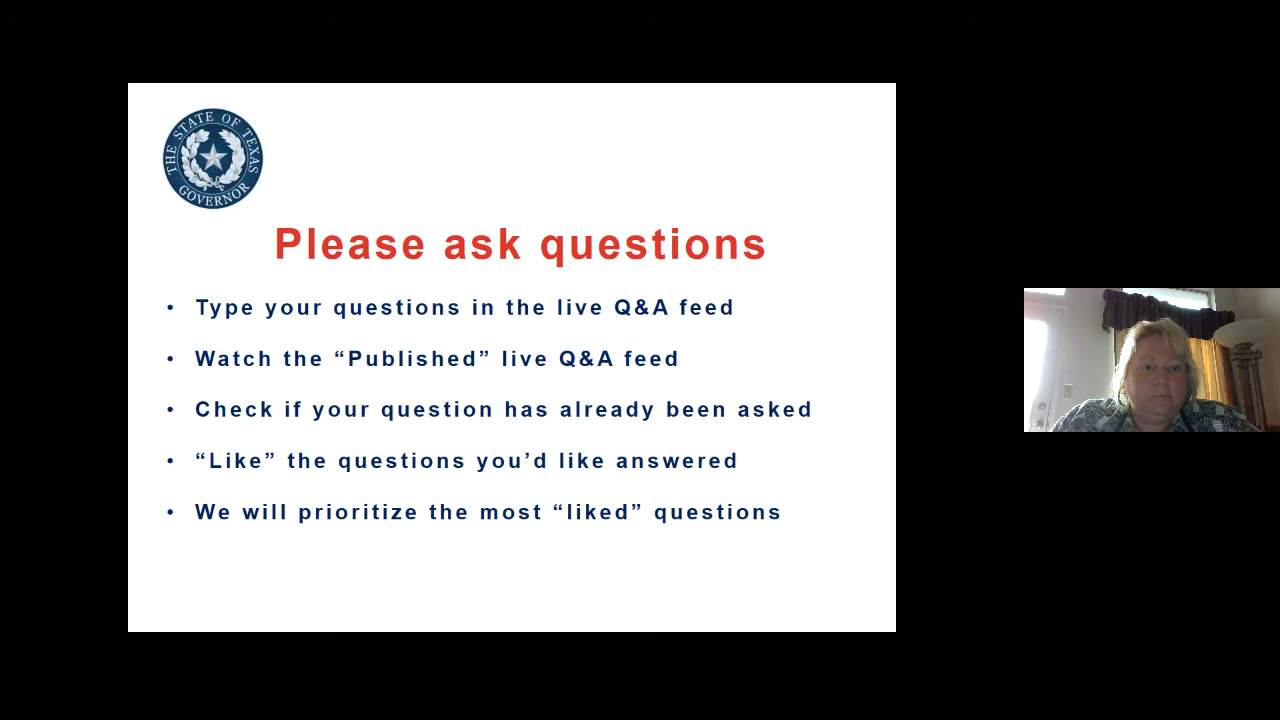 THE STATE OF TEXAS
GOVERNOR
Please ask questions
• Type your questions in the live Q&A feed
• Watch the “Published” live Q&A feed
• Check if your question has already been asked
• “Like” the questions you’d like answered
• We will prioritize the most “liked” questions